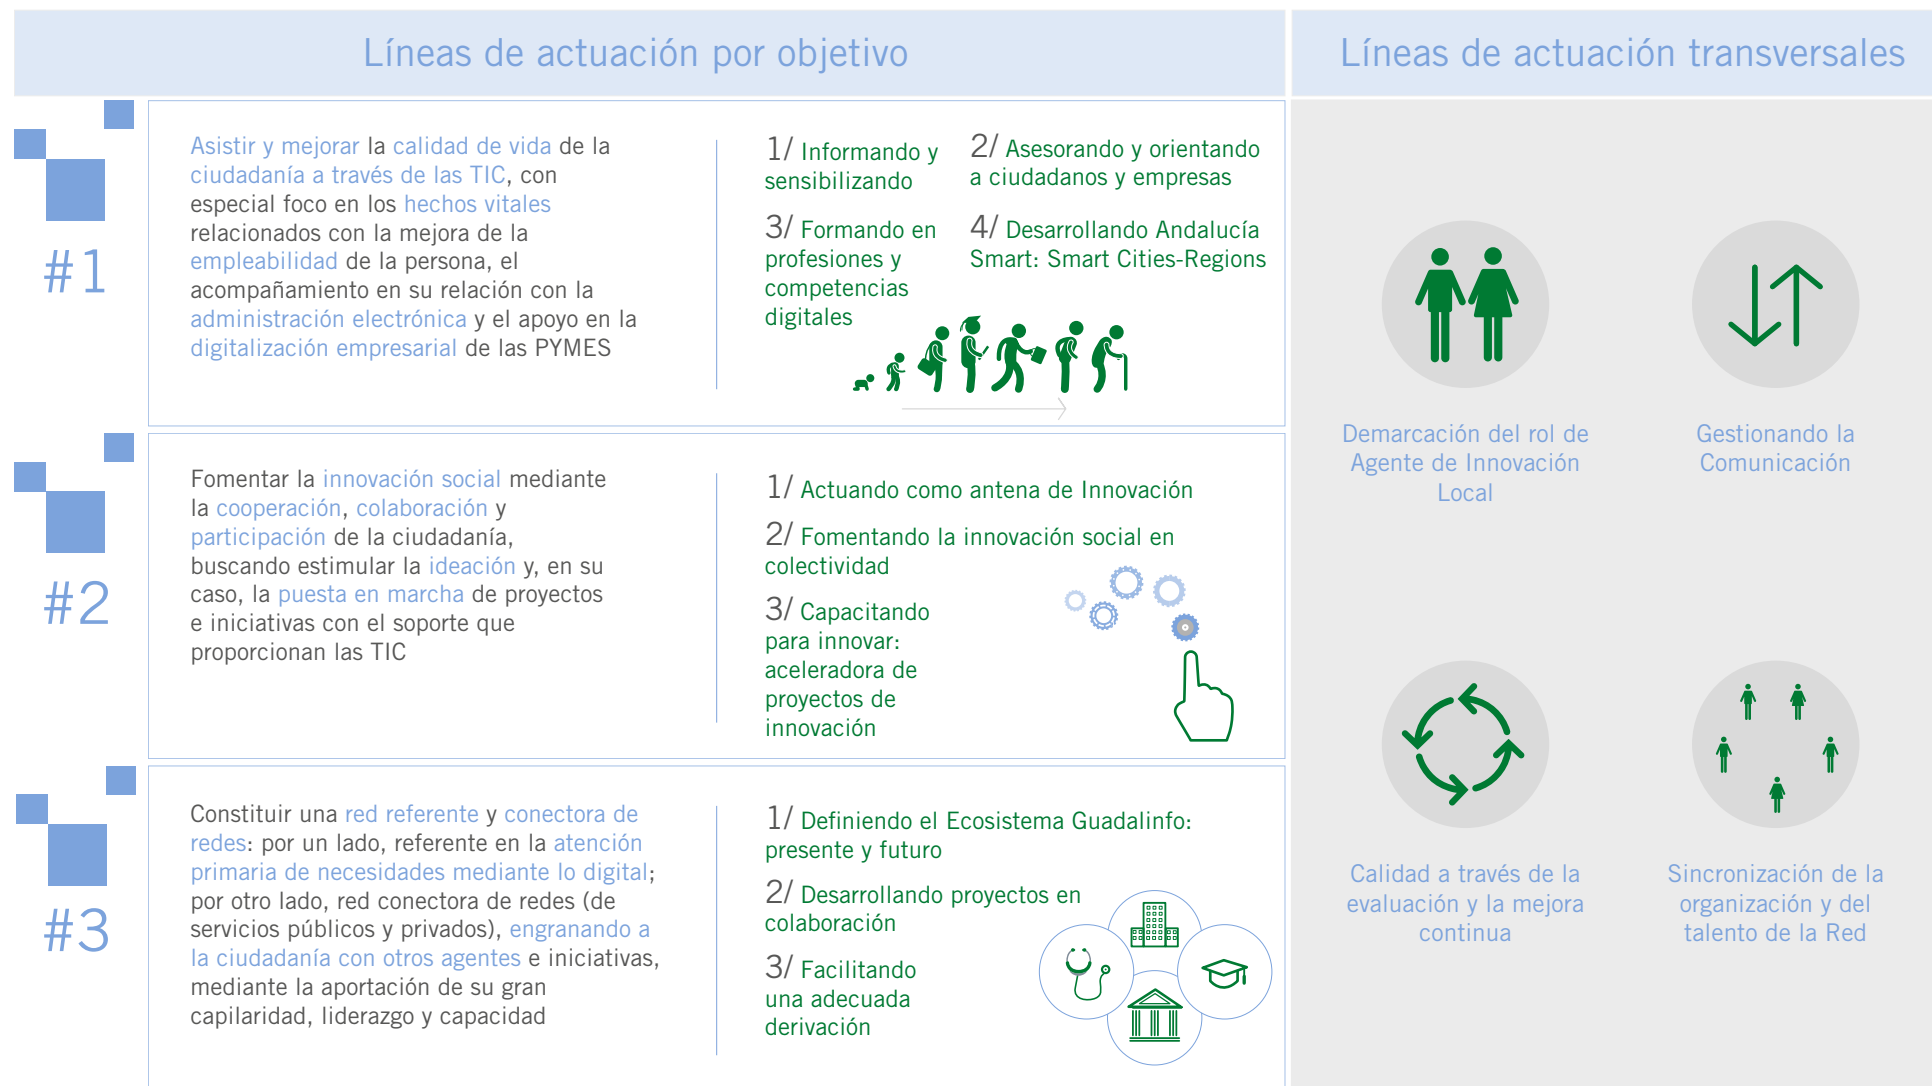 Líneas de actuación por objetivo
#1
Asistir y mejorar la calidad de vida de la
ciudadanía a través de las TIC, con
especial foco en los hechos vitales
relacionados con la mejora de la
empleabilidad de la persona, el
acompañamiento en su relación con la
administración electrónica y el apoyo en la
digitalización empresarial de las PYMES
1/ Informando y
sensibilizando
2/ Asesorando y orientando
a ciudadanos y empresas
3/ Formando en
profesiones y
competencias
digitales
4/ Desarrollando Andalucía
Smart: Smart Cities-Regions
#2
Fomentar la innovación social mediante
la cooperación, colaboración y
participación de la ciudadanía,
buscando estimular la ideación y, en su
caso, la puesta en marcha de proyectos
e iniciativas con el soporte que
proporcionan las TIC
1/ Actuando como antena de Innovación
2/ Fomentando la innovación social en
colectividad
3/ Capacitando
para innovar:
aceleradora de
proyectos de
innovación
#3
Constituir una red referente y conectora de
redes: por un lado, referente en la atención
primaria de necesidades mediante lo digital;
por otro lado, red conectora de redes (de
servicios públicos y privados), engranando a
la ciudadanía con otros agentes e iniciativas,
mediante la aportación de su gran
capilaridad, liderazgo y capacidad
1/ Definiendo el Ecosistema Guadalinfo:
presente y futuro
2/ Desarrollando proyectos en
colaboración
3/ Facilitando
una adecuada
derivación
Líneas de actuación transversales
Demarcación del rol de
Agente de Innovación
Local
Gestionando la
Comunicación
Calidad a través de la
evaluación y la mejora
continua
Sincronización de la
organización y del
talento de la Red